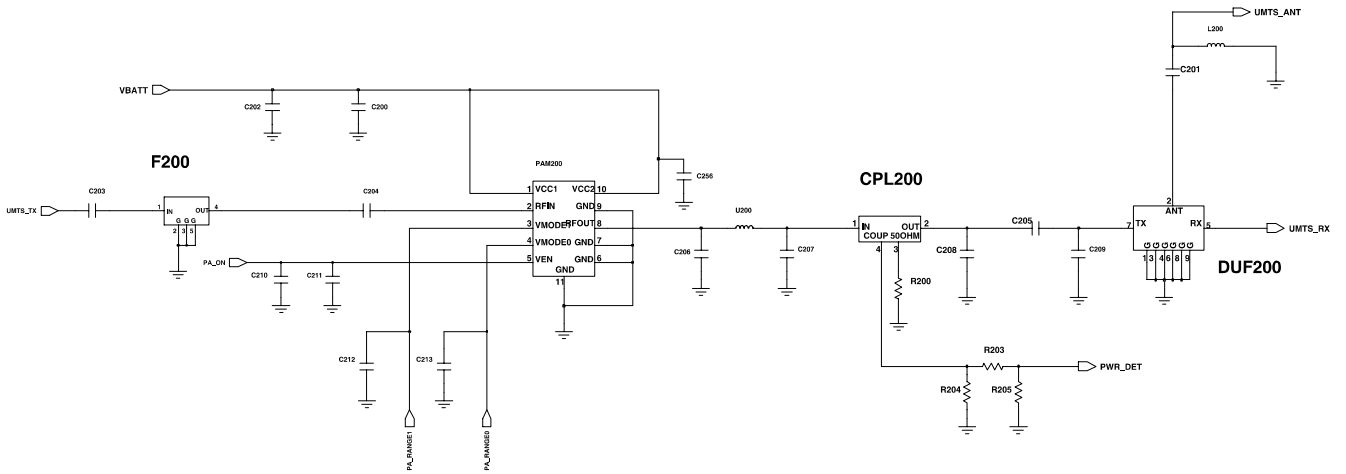 UMTS_ANT
L200
C201
VBATT
C202
C200
F200
PAM200
C256
CPL200
C203
C204
UMTS_TX
1 IN OUT 4
G G G
2 3 5
1 VCC1 VCC2 10
2 RFIN GND 9
3 VMODE1 RFOUT 8
4 VMODE0 GND 7
5 VEN GND 6
GND
11
PA_ON
C210
C211
U200
C206
C207
1 IN OUT 2
COUP 50OHM
4 3
R200
C205
C208
C209
2
ANT
7 TX RX 5
G G G G G G
1 3 4 6 8 9
UMTS_RX
DUF200
C212
C213
R203
PWR_DET
R204
R205
PA_RANGE1
PA_RANGE0